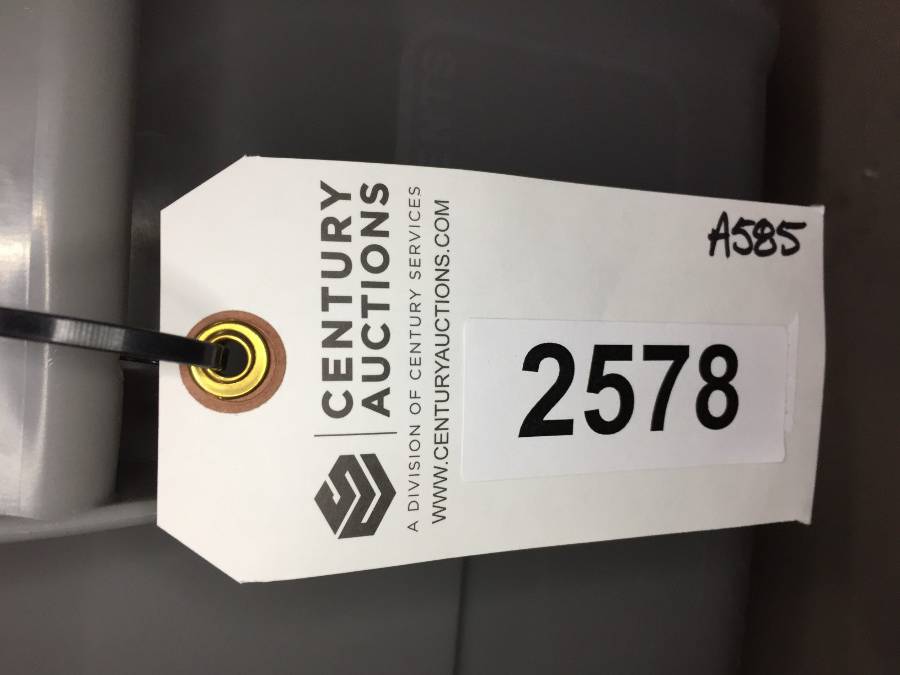 CENTURY
AUCTIONS
A DIVISION OF CENTURY SERVICES
WWW.CENTURYAUCTIONS.COM
A585
2578